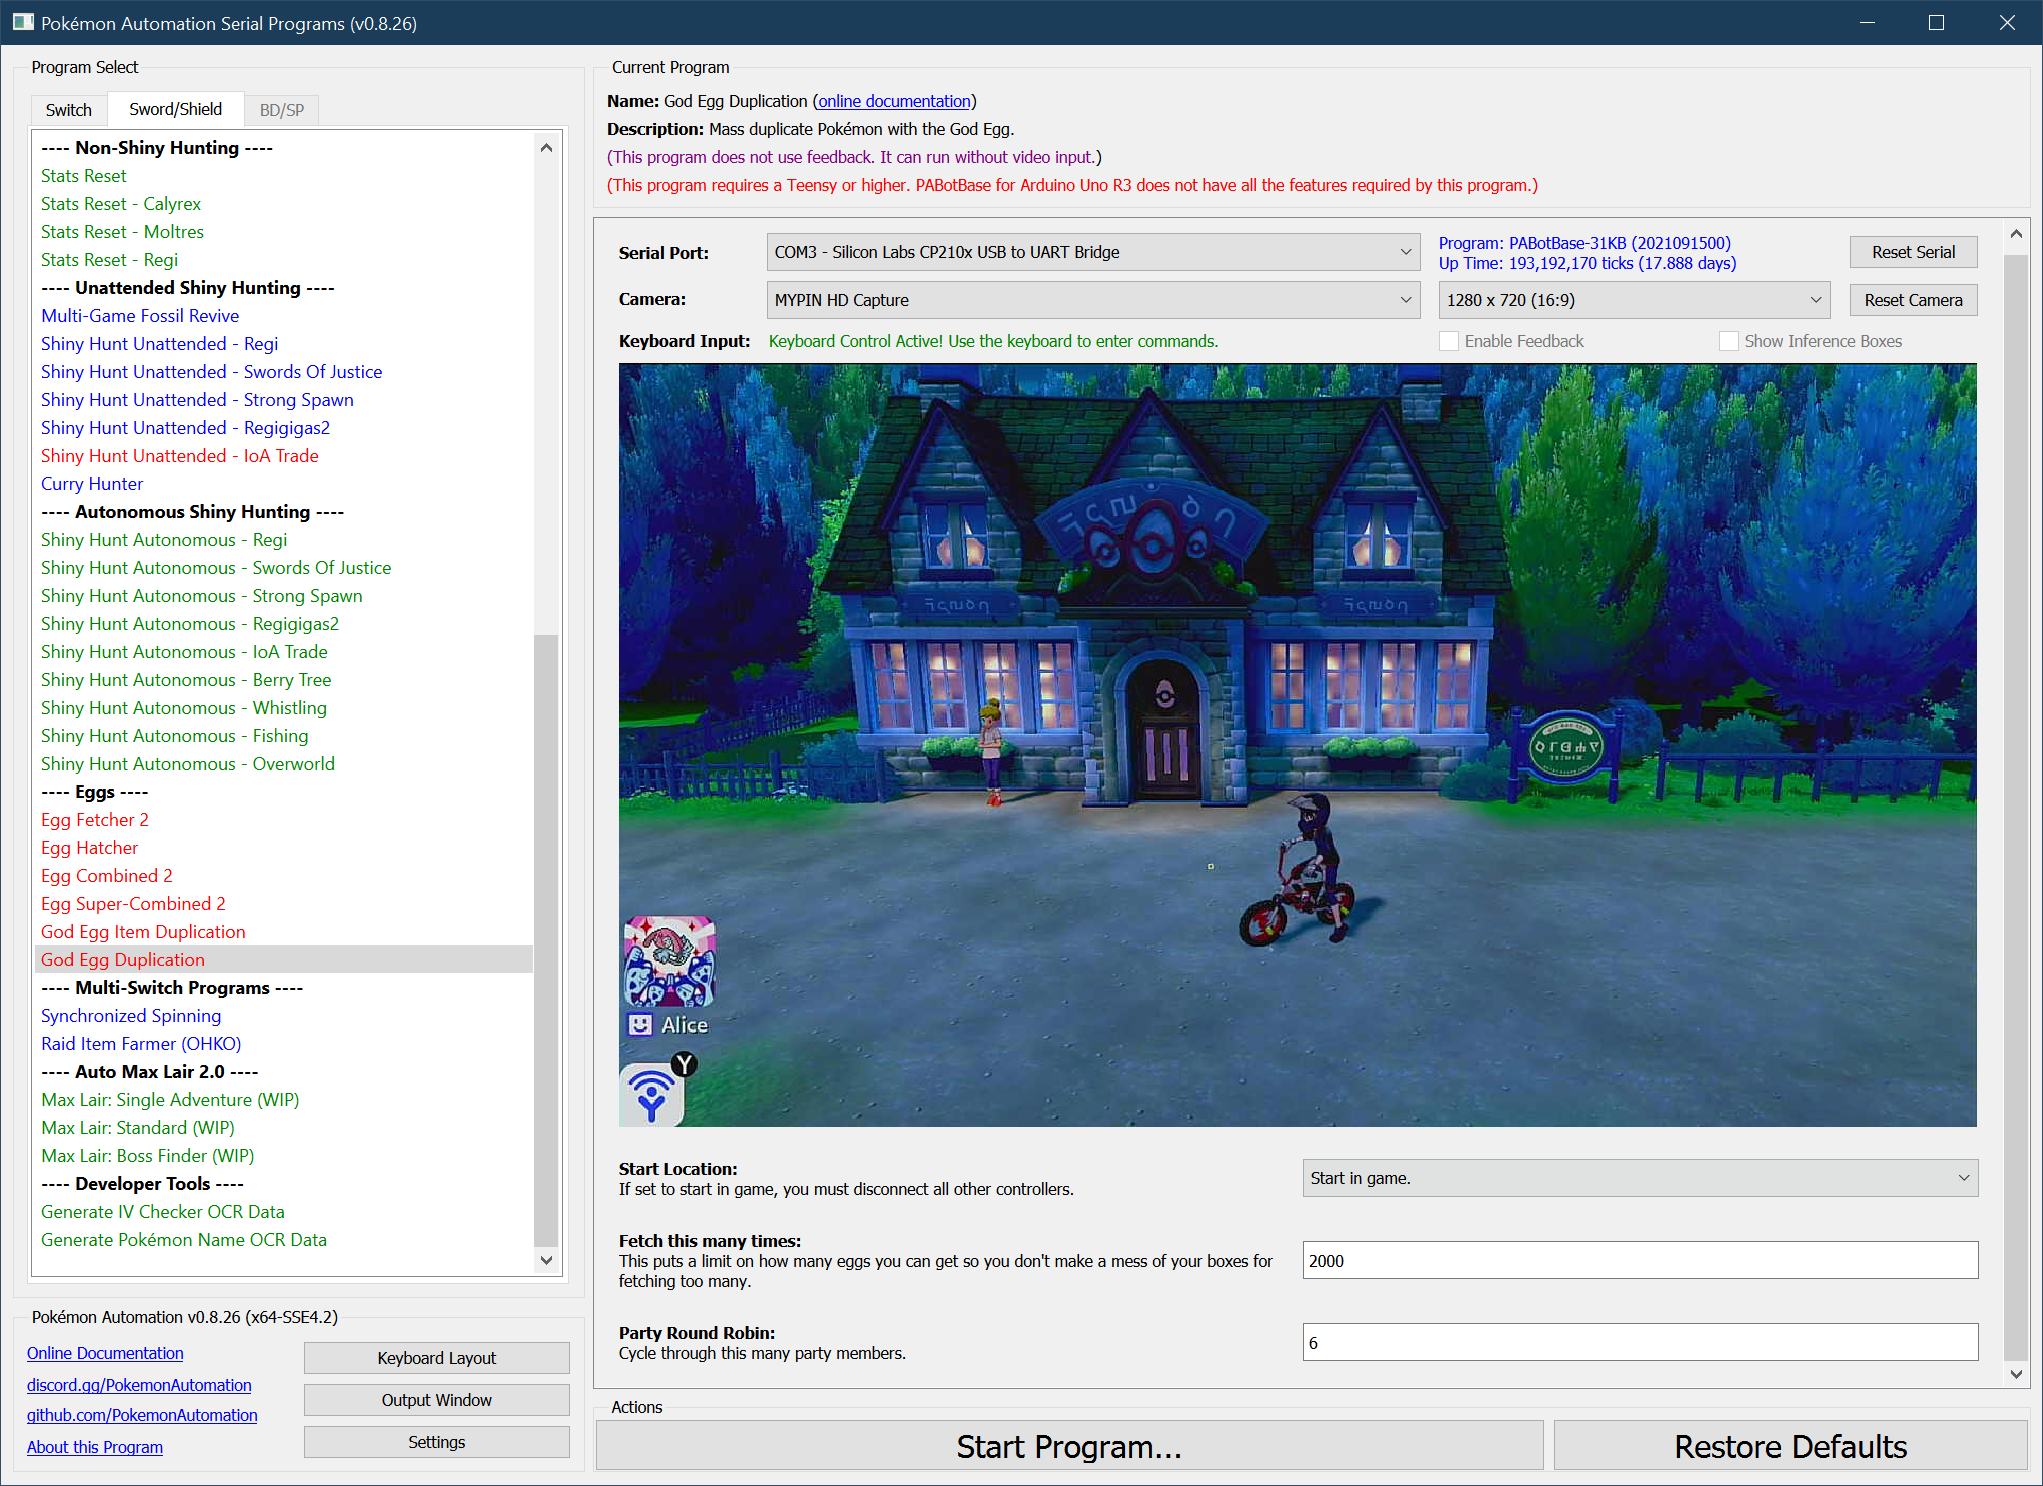 Pokémon Automation Serial Programs (v0.8.26)
Program Select
Switch
Sword/Shield
BD/SP
---- Non-Shiny Hunting ----
Stats Reset
Stats Reset - Calyrex
Stats Reset - Moltres
Stats Reset - Regi
---- Unattended Shiny Hunting ----
Multi-Game Fossil Revive
Shiny Hunt Unattended - Regi
Shiny Hunt Unattended - Swords Of Justice
Shiny Hunt Unattended - Strong Spawn
Shiny Hunt Unattended - Regigigas2
Shiny Hunt Unattended - IoA Trade
Curry Hunter
---- Autonomous Shiny Hunting ----
Shiny Hunt Autonomous - Regi
Shiny Hunt Autonomous - Swords Of Justice
Shiny Hunt Autonomous - Strong Spawn
Shiny Hunt Autonomous - Regigigas2
Shiny Hunt Autonomous - IoA Trade
Shiny Hunt Autonomous - Berry Tree
Shiny Hunt Autonomous - Whistling
Shiny Hunt Autonomous - Fishing
Shiny Hunt Autonomous - Overworld
---- Eggs ----
Egg Fetcher 2
Egg Hatcher
Egg Combined 2
Egg Super-Combined 2
God Egg Item Duplication
God Egg Duplication
---- Multi-Switch Programs ----
Synchronized Spinning
Raid Item Farmer (OHKO)
---- Auto Max Lair 2.0 ----
Max Lair: Single Adventure (WIP)
Max Lair: Standard (WIP)
Max Lair: Boss Finder (WIP)
---- Developer Tools ----
Generate IV Checker OCR Data
Generate Pokémon Name OCR Data
Pokémon Automation v0.8.26 (x64-SSE4.2)
Online Documentation
discord.gg/PokemonAutomation
github.com/PokemonAutomation
About this Program
Keyboard Layout
Output Window
Settings
Current Program
Name: God Egg Duplication (online documentation)
Description: Mass duplicate Pokémon with the God Egg.
(This program does not use feedback. It can run without video input.)
(This program requires a Teensy or higher. PABotBase for Arduino Uno R3 does not have all the features required by this program.)
Serial Port:
COM3 - Silicon Labs CP210x USB to UART Bridge
Program: PABotBase-31KB (2021091500)
Up Time: 193,192,170 ticks (17.888 days)
Reset Serial
Camera:
MYPIN HD Capture
1280 x 720 (16:9)
Reset Camera
Keyboard Input:
Keyboard Control Active! Use the keyboard to enter commands.
Enable Feedback
Show Inference Boxes
Alice
Y
Start Location:
If set to start in game, you must disconnect all other controllers.
Start in game.
Fetch this many times:
This puts a limit on how many eggs you can get so you don't make a mess of your boxes for
fetching too many.
2000
Party Round Robin:
Cycle through this many party members.
6
Actions
Start Program...
Restore Defaults